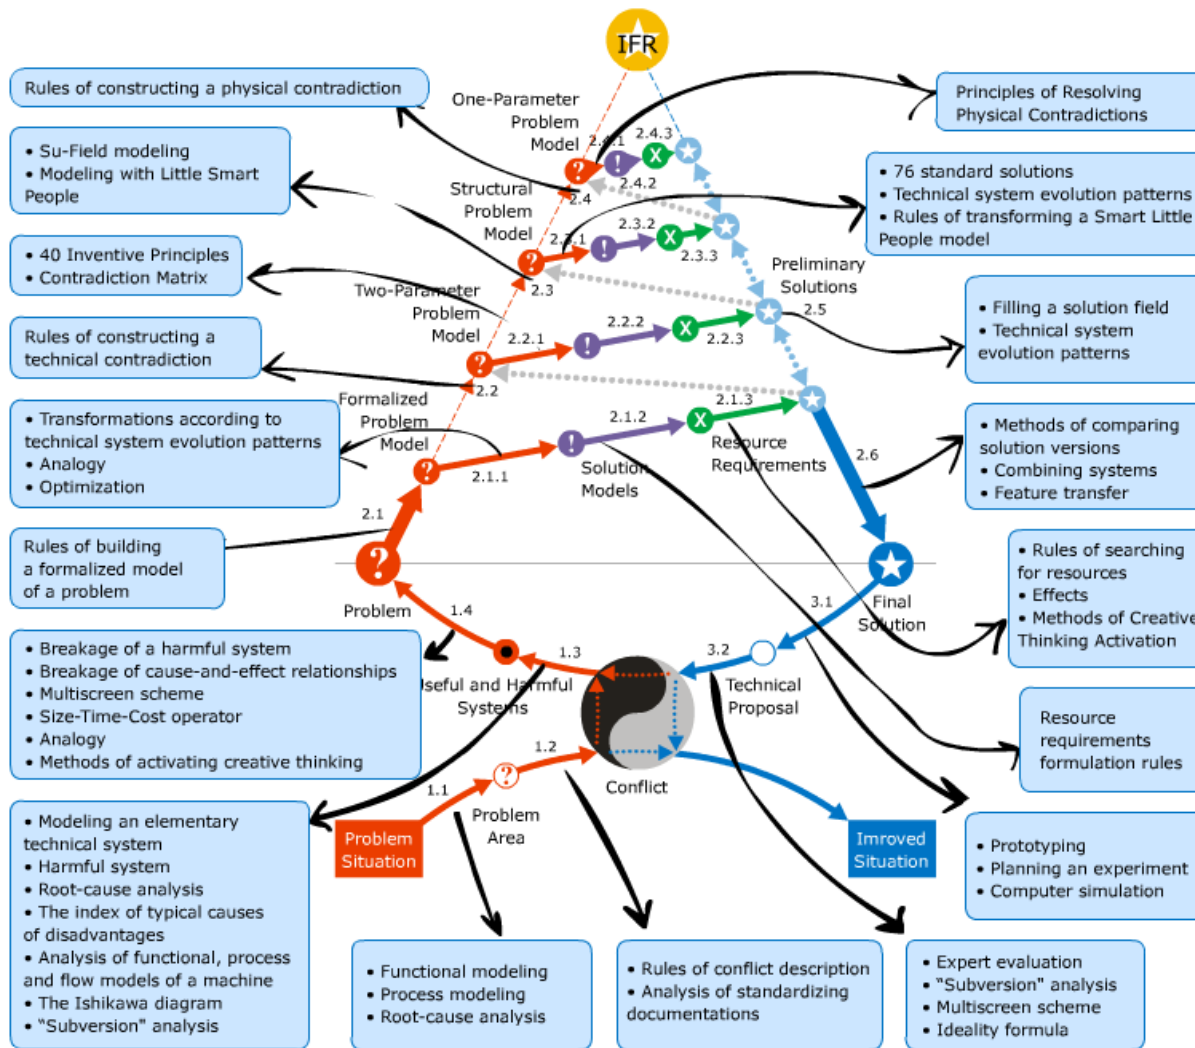 IFR
Rules of constructing a physical contradiction
One-Parameter
Problem
Model
2.4.1
2.4.3
2.4.2
2.4
Principles of Resolving
Physical Contradictions
• Su-Field modeling
• Modeling with Little Smart
People
Structural
Problem
Model
2.3.1
2.3.2
2.3.3
2.3
• 76 standard solutions
• Technical system evolution patterns
• Rules of transforming a Smart Little
People model
• 40 Inventive Principles
• Contradiction Matrix
Two-Parameter
Problem
Model
2.2.1
2.2.2
2.2.3
2.2
Preliminary
Solutions
2.5
• Filling a solution field
• Technical system
evolution patterns
Rules of constructing a
technical contradiction
Formalized
Problem
Model
2.1.1
2.1.2
2.1.3
Solution
Models
Resource
Requirements
2.6
• Transformations according to
technical system evolution patterns
• Analogy
• Optimization
• Methods of comparing
solution versions
• Combining systems
• Feature transfer
2.1
Rules of building
a formalized model
of a problem
Problem
Final
Solution
• Rules of searching
for resources
• Effects
• Methods of Creative
Thinking Activation
1.4
1.3
3.1
3.2
Useful and Harmful
Systems
Technical
Proposal
• Breakage of a harmful system
• Breakage of cause-and-effect relationships
• Multiscreen scheme
• Size-Time-Cost operator
• Analogy
• Methods of activating creative thinking
Resource
requirements
formulation rules
1.2
1.1
Conflict
Problem
Area
Problem
Situation
Imroved
Situation
• Modeling an elementary
technical system
• Harmful system
• Root-cause analysis
• The index of typical causes
of disadvantages
• Analysis of functional, process
and flow models of a machine
• The Ishikawa diagram
• “Subversion" analysis
• Prototyping
• Planning an experiment
• Computer simulation
• Functional modeling
• Process modeling
• Root-cause analysis
• Rules of conflict description
• Analysis of standardizing
documentations
• Expert evaluation
• “Subversion" analysis
• Multiscreen scheme
• Ideality formula